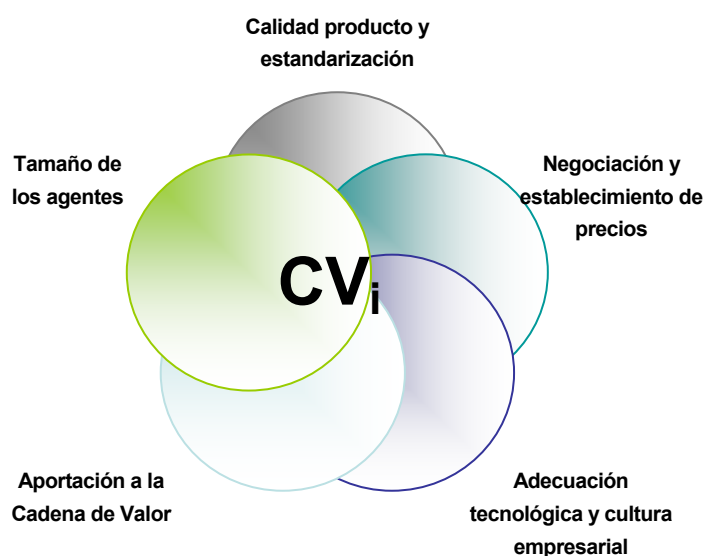 Calidad producto y
estandarización
Tamaño de
los agentes
Negociación y
establecimiento de
precios
CVi
Aportación a la
Cadena de Valor
Adecuación
tecnológica y cultura
empresarial